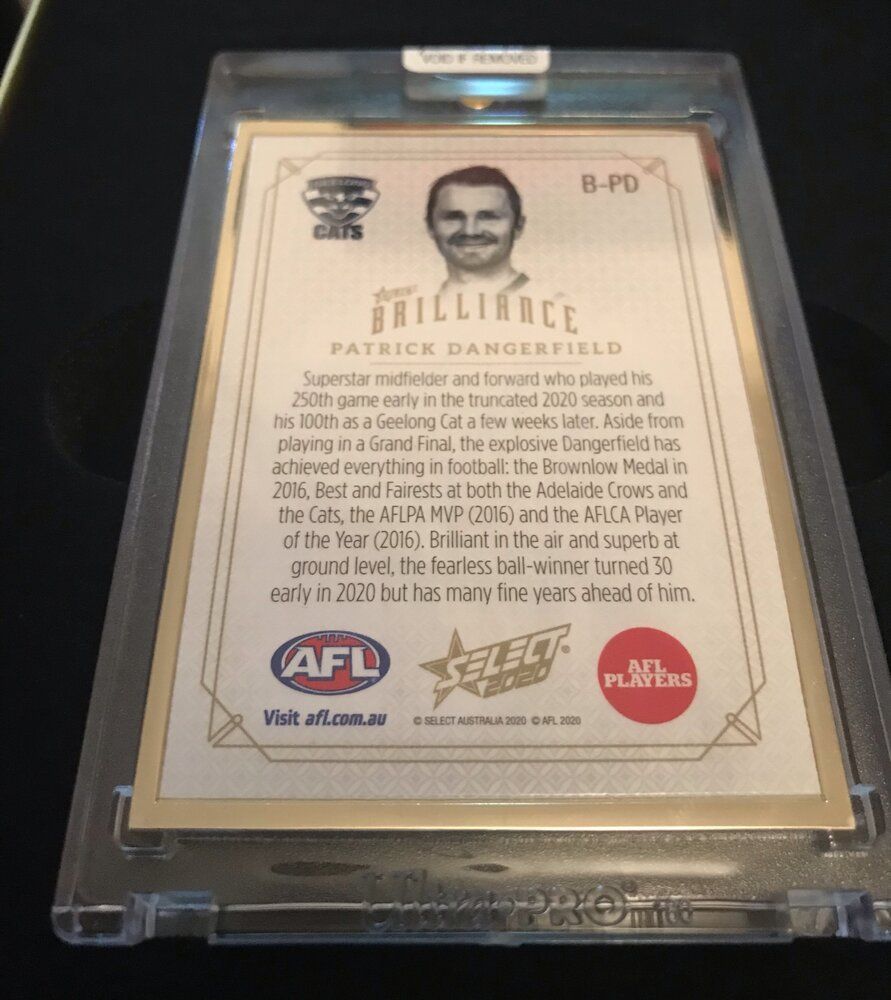 VOID IF REMOVED
GEELONG
CATS
B-PD
BRILLIANCE
PATRICK DANGERFIELD
Superstar midfielder and forward who played his
250th game early in the truncated 2020 season and
his 100th as a Geelong Cat a few weeks later. Aside from
playing in a Grand Final, the explosive Dangerfield has
achieved everything in football: the Brownlow Medal in
2016, Best and Fairests at both the Adelaide Crows and
the Cats, the AFLPA MVP (2016) and the AFLCA Player
of the Year (2016). Brilliant in the air and superb at
ground level, the fearless ball-winner turned 30
early in 2020 but has many fine years ahead of him.
AFL
Visit afl.com.au
SELECT®
2020
© SELECT AUSTRALIA 2020 © AFL 2020
AFL
PLAYERS
UltraPRO®